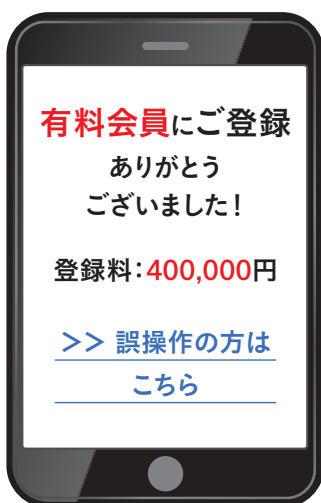 有料会員にご登録
ありがとう
ございました!
登録料:400,000円
>> 誤操作の方は
こちら